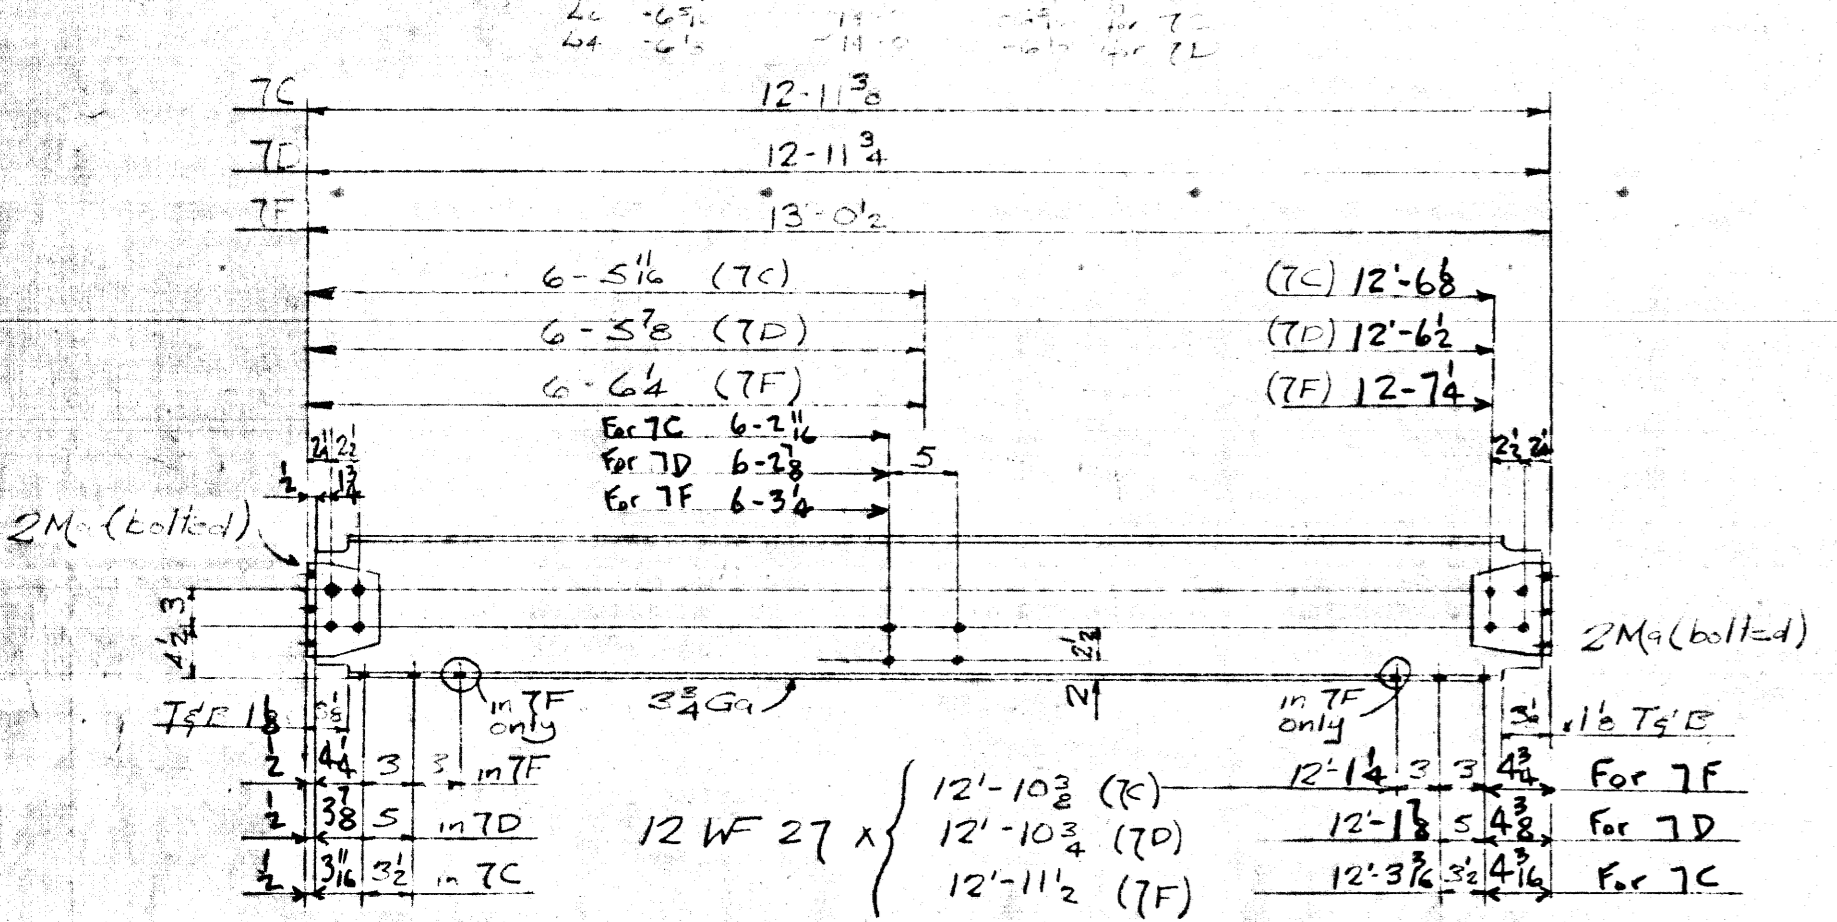 for 7C
7C 12-11 3/8
7D 12-11 3/4
7F 13'-0 1/2
6-5 11/16 (7C) (7C) 12'-6 1/8
6-5 7/8 (7D) (7D) 12'-6 1/2
6-6 1/4 (7F) (7F) 12-7 1/4
For 7C 6-2 11/16
For 7D 6-2 7/8 5
For 7F 6-3 1/4
2 1/4 2 1/2 2 1/2 2 1/4
1/2 1 3/4
2Ma (bolted)
3
4 1/2 2 1/2 2Ma (bolted)
in 7F only 3 3/4 Ga 2 in 7F only
T&B 1 1/8 3 1/8 1 1/8 T&B
1/2 4 1/4 3 3 in 7F 12'-1 1/4 3 3 4 3/4 For 7F
1/2 3 7/8 5 in 7D 12'-1 7/8 5 4 3/8 For 7D
1/2 3 11/16 3 1/2 in 7C 12'-3 3/16 3 1/2 4 3/16 For 7C
12 WF 27 x { 12'-10 3/8 (7C)
12'-10 3/4 (7D)
12'-11 1/2 (7F)